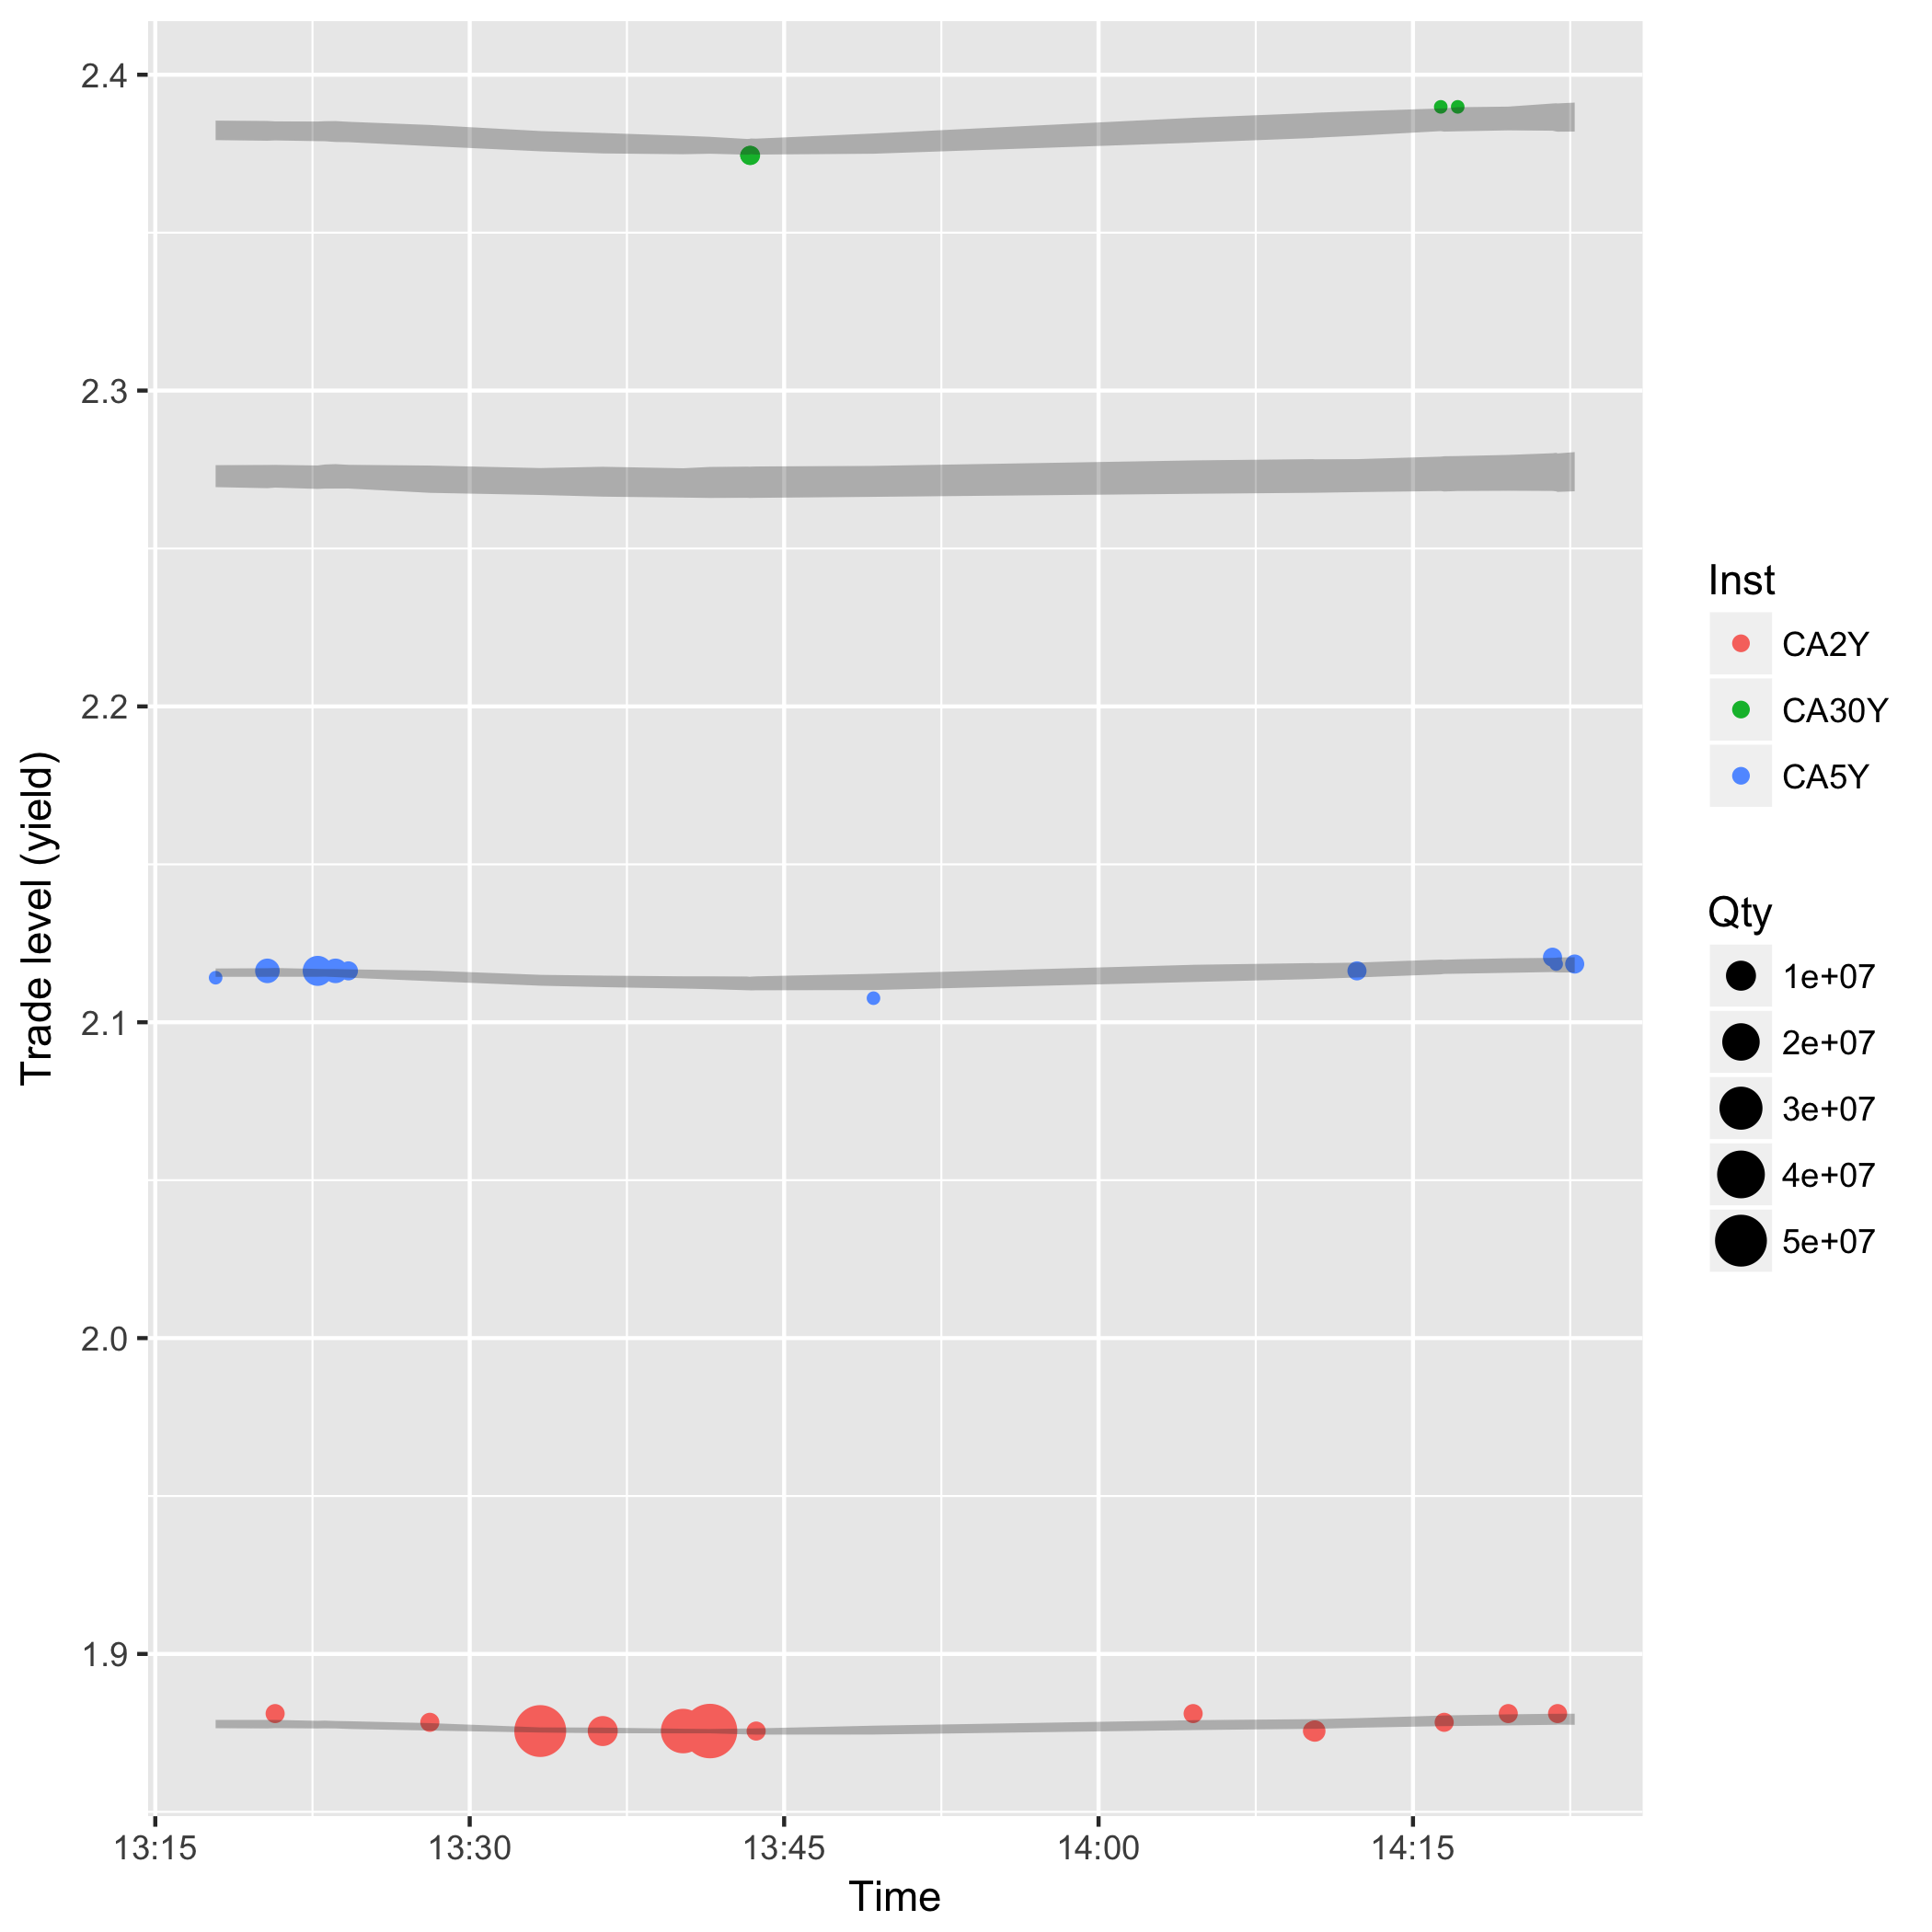 2.4
2.3
2.2
2.1
2.0
1.9
Trade level (yield)
13:15
13:30
13:45
14:00
14:15
Time
Inst
CA2Y
CA30Y
CA5Y
Qty
1e+07
2e+07
3e+07
4e+07
5e+07